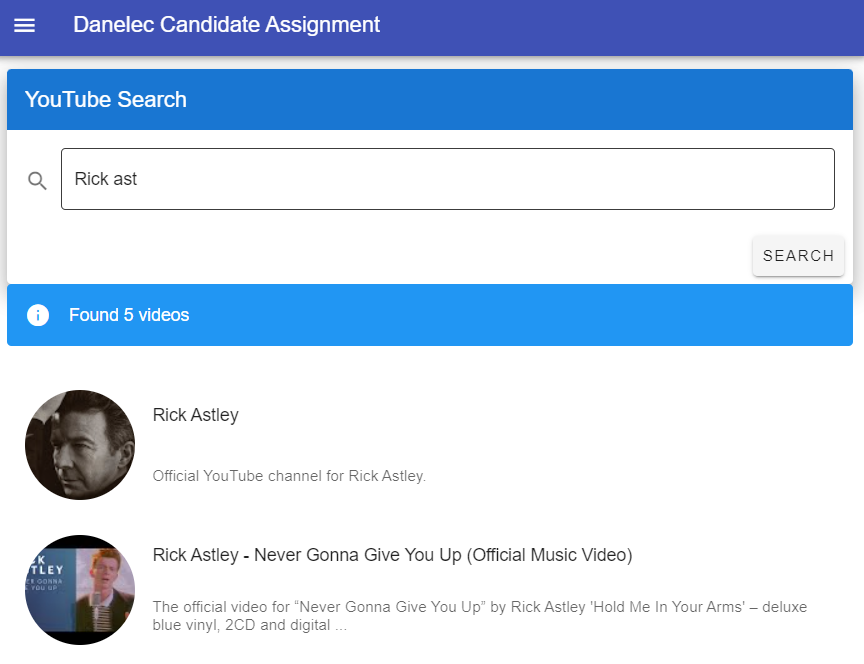 Danelec Candidate Assignment
YouTube Search
Rick ast
SEARCH
Found 5 videos
Rick Astley
Official YouTube channel for Rick Astley.
Rick Astley - Never Gonna Give You Up (Official Music Video)
The official video for “Never Gonna Give You Up” by Rick Astley 'Hold Me In Your Arms' – deluxe
blue vinyl, 2CD and digital ...